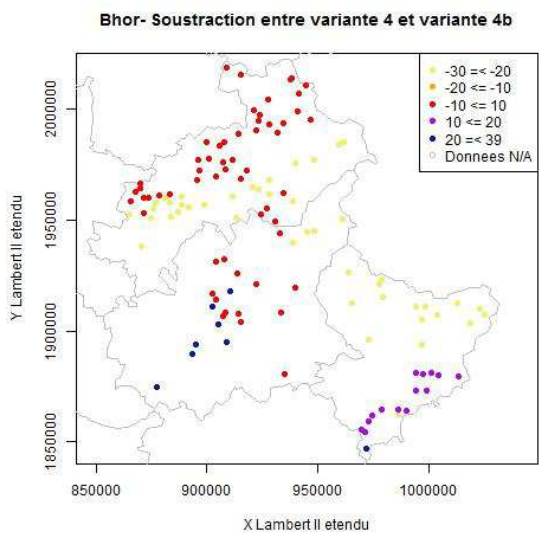 Bhor- Soustraction entre variante 4 et variante 4b
-30 =< -20
-20 <= -10
-10 <= 10
10 <= 20
20 =< 39
Donnees N/A
2000000
1950000
1900000
1850000
Y Lambert II etendu
850000
900000
950000
1000000
X Lambert II etendu